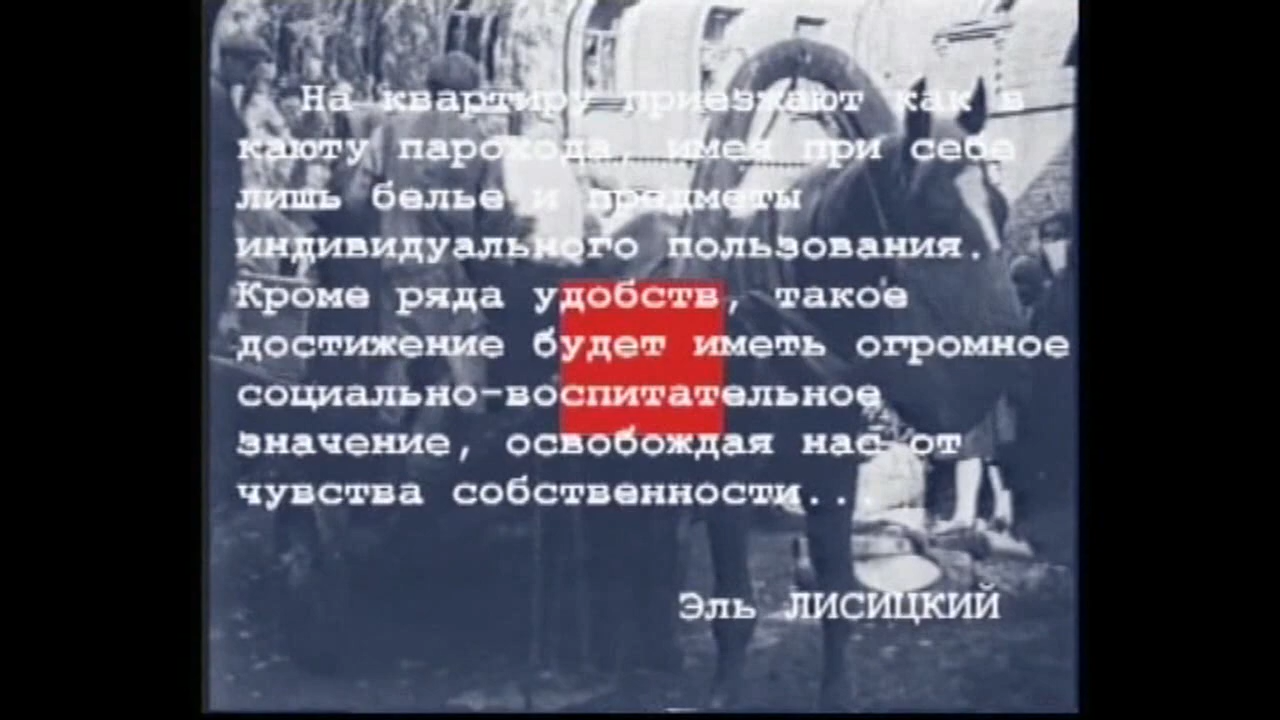 На квартиру приезжают как в
каюту парохода, имея при себе
лишь белье и предметы
индивидуального пользования.
Кроме ряда удобств, такое
достижение будет иметь огромное
социально-воспитательное
значение, освобождая нас от
чувства собственности...
Эль ЛИСИЦКИЙ